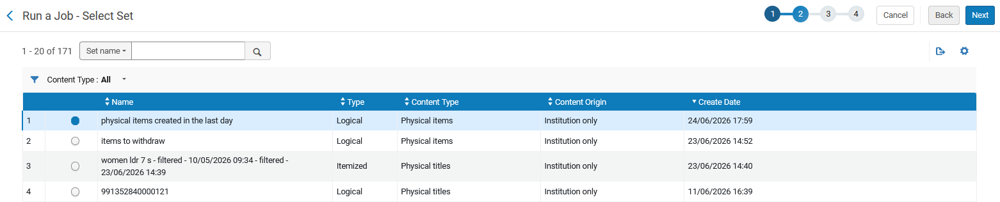 Run a Job - Select Set
1 2 3 4 Cancel Back Next
1 - 20 of 171 Set name
Content Type : All
Name Type Content Type Content Origin Create Date
1 physical items created in the last day Logical Physical items Institution only 24/06/2026 17:59
2 items to withdraw Logical Physical items Institution only 23/06/2026 14:52
women ldr 7 s - filtered - 10/05/2026 09:34 - filtered -
3 Itemized Physical titles Institution only 23/06/2026 14:40
23/06/2026 14:39
4 991352840000121 Logical Physical titles Institution only 11/06/2026 16:39